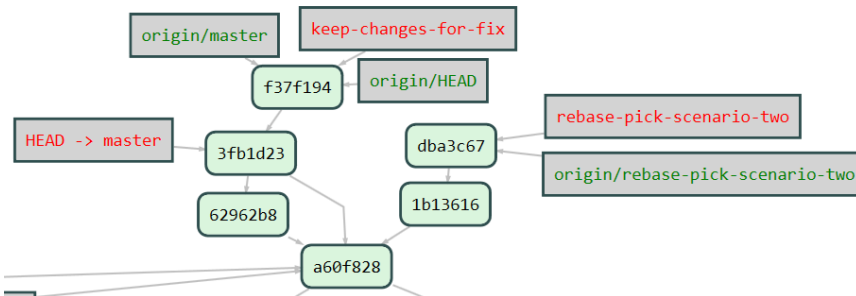 origin/master
keep-changes-for-fix
f37f194
origin/HEAD
rebase-pick-scenario-two
HEAD -> master
3fb1d23
dba3c67
origin/rebase-pick-scenario-two
62962b8
1b13616
a60f828